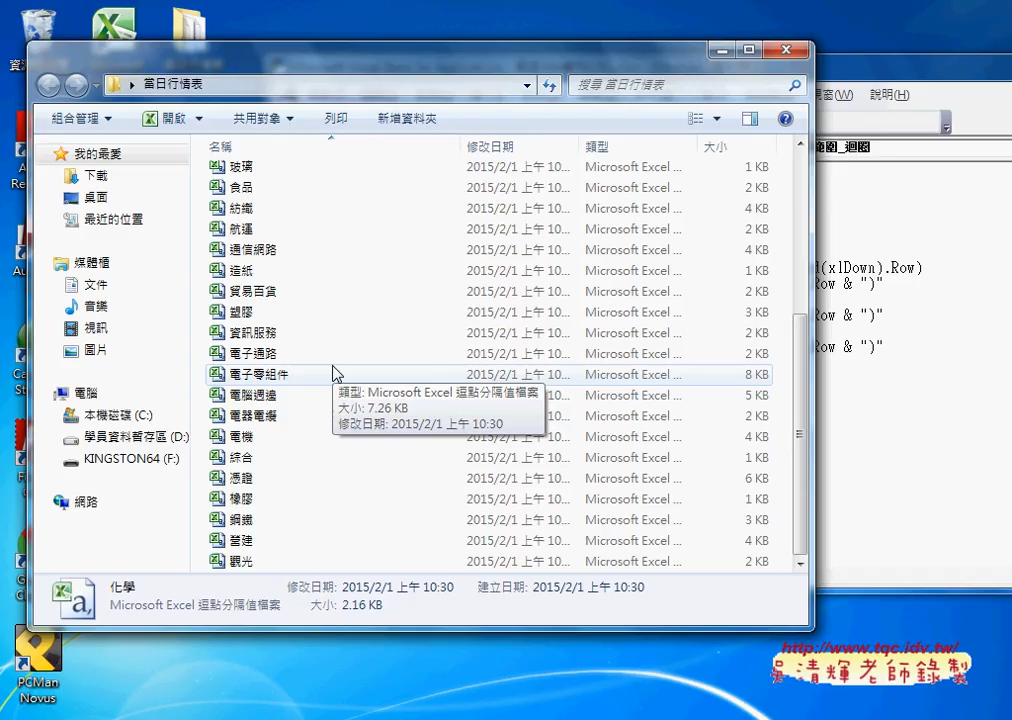 當日行情表
搜尋 當日行情表
組合管理
開啟
共用對象
列印
新增資料夾
名稱 修改日期 類型 大小
我的最愛
下載
桌面
最近的位置
媒體櫃
文件
音樂
視訊
圖片
電腦
本機磁碟 (C:)
學員資料暫存區 (D:)
KINGSTON64 (F:)
網路
玻璃 2015/2/1 上午 10... Microsoft Excel ... 1 KB
食品 2015/2/1 上午 10... Microsoft Excel ... 2 KB
紡織 2015/2/1 上午 10... Microsoft Excel ... 4 KB
航運 2015/2/1 上午 10... Microsoft Excel ... 2 KB
通信網路 2015/2/1 上午 10... Microsoft Excel ... 4 KB
造紙 2015/2/1 上午 10... Microsoft Excel ... 1 KB
貿易百貨 2015/2/1 上午 10... Microsoft Excel ... 2 KB
塑膠 2015/2/1 上午 10... Microsoft Excel ... 3 KB
資訊服務 2015/2/1 上午 10... Microsoft Excel ... 2 KB
電子通路 2015/2/1 上午 10... Microsoft Excel ... 2 KB
電子零組件 2015/2/1 上午 10... Microsoft Excel ... 8 KB
電腦週邊 5 KB
電器電纜 2 KB
電機 2015/2/1 上午 10... Microsoft Excel ... 4 KB
綜合 2015/2/1 上午 10... Microsoft Excel ... 1 KB
憑證 2015/2/1 上午 10... Microsoft Excel ... 6 KB
橡膠 2015/2/1 上午 10... Microsoft Excel ... 1 KB
鋼鐵 2015/2/1 上午 10... Microsoft Excel ... 3 KB
營建 2015/2/1 上午 10... Microsoft Excel ... 4 KB
觀光 2015/2/1 上午 10... Microsoft Excel ... 2 KB
類型: Microsoft Excel 逗點分隔值檔案
大小: 7.26 KB
修改日期: 2015/2/1 上午 10:30
化學 修改日期: 2015/2/1 上午 10:30 建立日期: 2015/2/1 上午 10:30
Microsoft Excel 逗點分隔值檔案 大小: 2.16 KB
說明(H)
範圍_迴圈
(xlDown).Row)
Row & ")"
Row & ")"
Row & ")"
PCMan
Novus
http://www.tqc.idv.tw/
吳清輝老師錄製